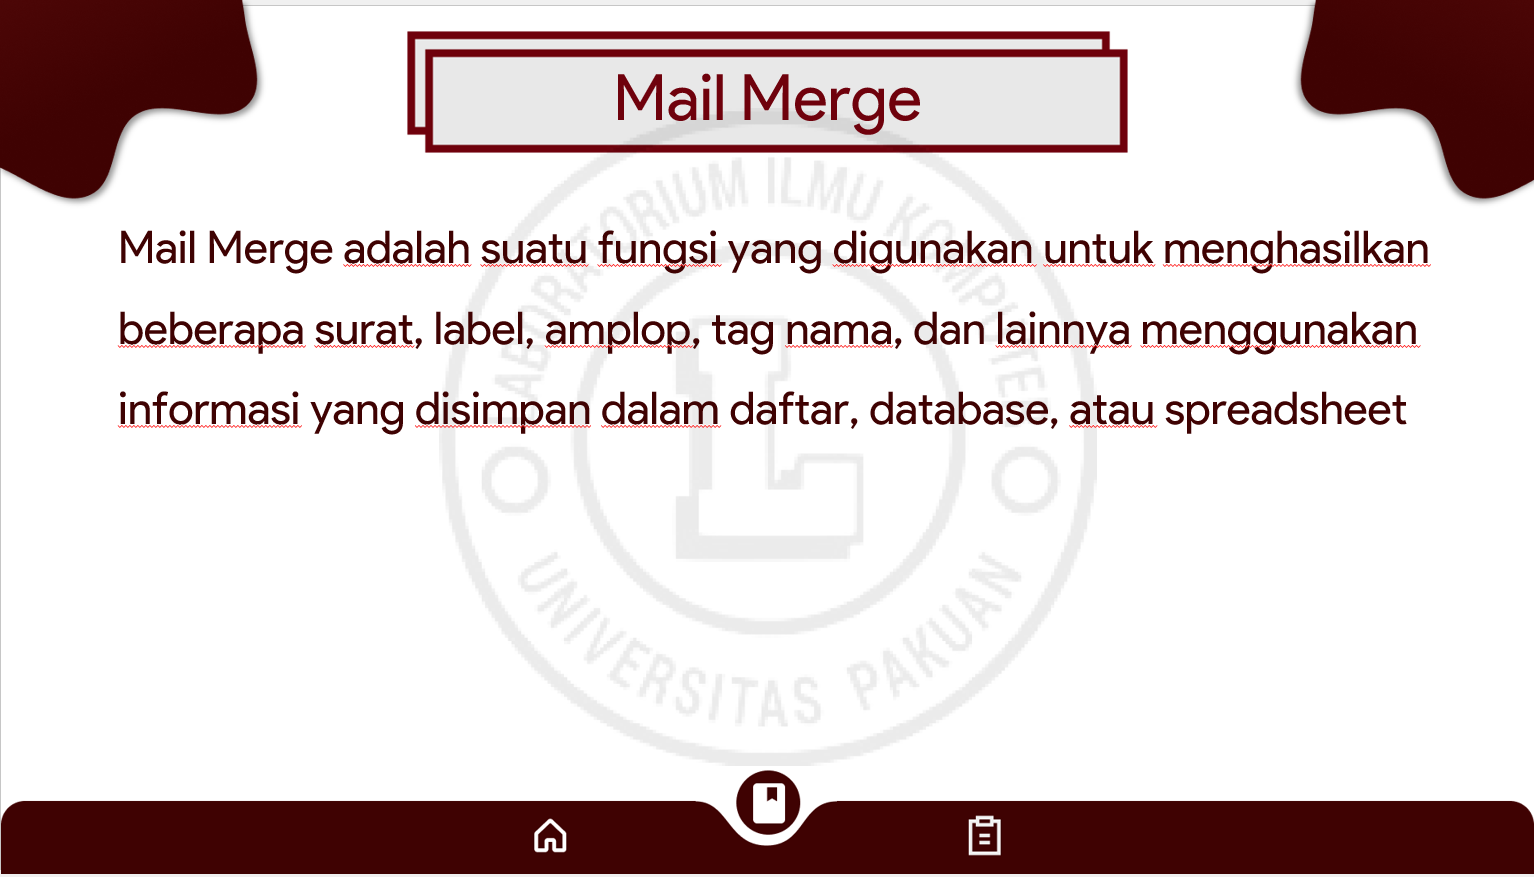 Mail Merge
Mail Merge adalah suatu fungsi yang digunakan untuk menghasilkan
beberapa surat, label, amplop, tag nama, dan lainnya menggunakan
informasi yang disimpan dalam daftar, database, atau spreadsheet
LABORATORIUM ILMU KOMPUTER
L
UNIVERSITAS PAKUAN